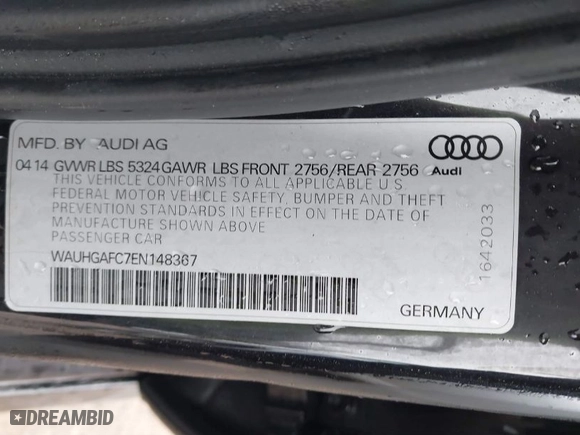 MFD. BY AUDI AG
04 14 GVWR LBS 5324 GAWR LBS FRONT 2756/REAR 2756
Audi
THIS VEHICLE CONFORMS TO ALL APPLICABLE U S
FEDERAL MOTOR VEHICLE SAFETY, BUMPER AND THEFT
PREVENTION STANDARDS IN EFFECT ON THE DATE OF
MANUFACTURE SHOWN ABOVE
PASSENGER CAR
WAUHGAFC7EN148367
1642033
GERMANY
DREAMBID